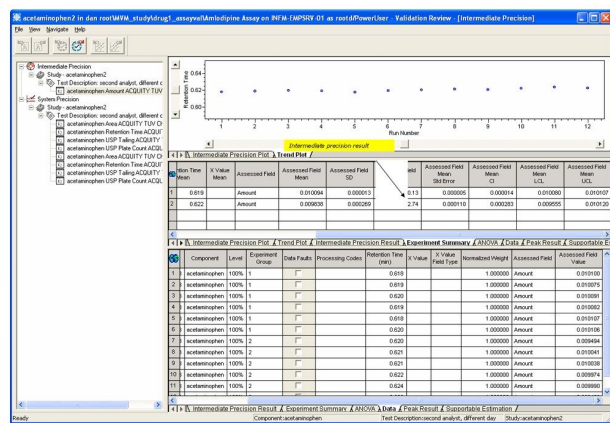 acetaminophen2 in dan root\MVM_study\drug1_assayval\Amlodipine Assay on INFM-EMPSRV-01 as rootd/PowerUser - Validation Review - [Intermediate Precision]
File View Navigate Help
Intermediate Precision
Study - acetaminophen2
Test Description: second analyst, different d
acetaminophen Amount ACQUITY TUV
System Precision
Study - acetaminophen2
Test Description: second analyst, different d
acetaminophen Area ACQUITY TUV Ch
acetaminophen Retention Time ACQUI
acetaminophen USP Tailing ACQUITY
acetaminophen USP Plate Count ACQL
acetaminophen Area ACQUITY TUV Ch
acetaminophen Retention Time ACQUI
acetaminophen USP Tailing ACQUITY
acetaminophen USP Plate Count ACQL
Retention Time
0.64
0.62
0.60
1 2 3 4 5 6 7 8 9 10 11 12
Run Number
Intermediate precision result
Intermediate Precision Plot Trend Plot
tion Time Mean X Value Mean Assessed Field Assessed Field Mean Assessed Field SD ield Assessed Field Mean Std Error Assessed Field Mean CI Assessed Field Mean LCL Assessed Field Mean UCL
1 0.619 Amount 0.010094 0.000013 0.13 0.000005 0.000014 0.010080 0.010107
2 0.622 Amount 0.009838 0.000269 2.74 0.000110 0.000283 0.009555 0.010120
Intermediate Precision Plot Trend Plot Intermediate Precision Result Experiment Summary ANOVA Data Peak Result Supportable Es
Component Level Experiment Group Data Faults Processing Codes Retention Time (min) X Value X Value Field Type Normalized Weight Assessed Field Assessed Field Value
1 acetaminophen 100% 1 0.618 1.000000 Amount 0.010100
2 acetaminophen 100% 1 0.619 1.000000 Amount 0.010075
3 acetaminophen 100% 1 0.620 1.000000 Amount 0.010091
4 acetaminophen 100% 1 0.619 1.000000 Amount 0.010082
5 acetaminophen 100% 1 0.618 1.000000 Amount 0.010107
6 acetaminophen 100% 1 0.620 1.000000 Amount 0.010106
7 acetaminophen 100% 2 0.620 1.000000 Amount 0.009494
8 acetaminophen 100% 2 0.621 1.000000 Amount 0.010041
9 acetaminophen 100% 2 0.621 1.000000 Amount 0.010038
10 acetaminophen 100% 2 0.622 1.000000 Amount 0.009974
11 acetaminophen 100% 2 0.624 1.000000 Amount 0.009990
Intermediate Precision Result Experiment Summary ANOVA Data Peak Result Supportable Estimation
Ready Component:acetaminophen Test Description:second analyst, different day Study:acetaminophen2